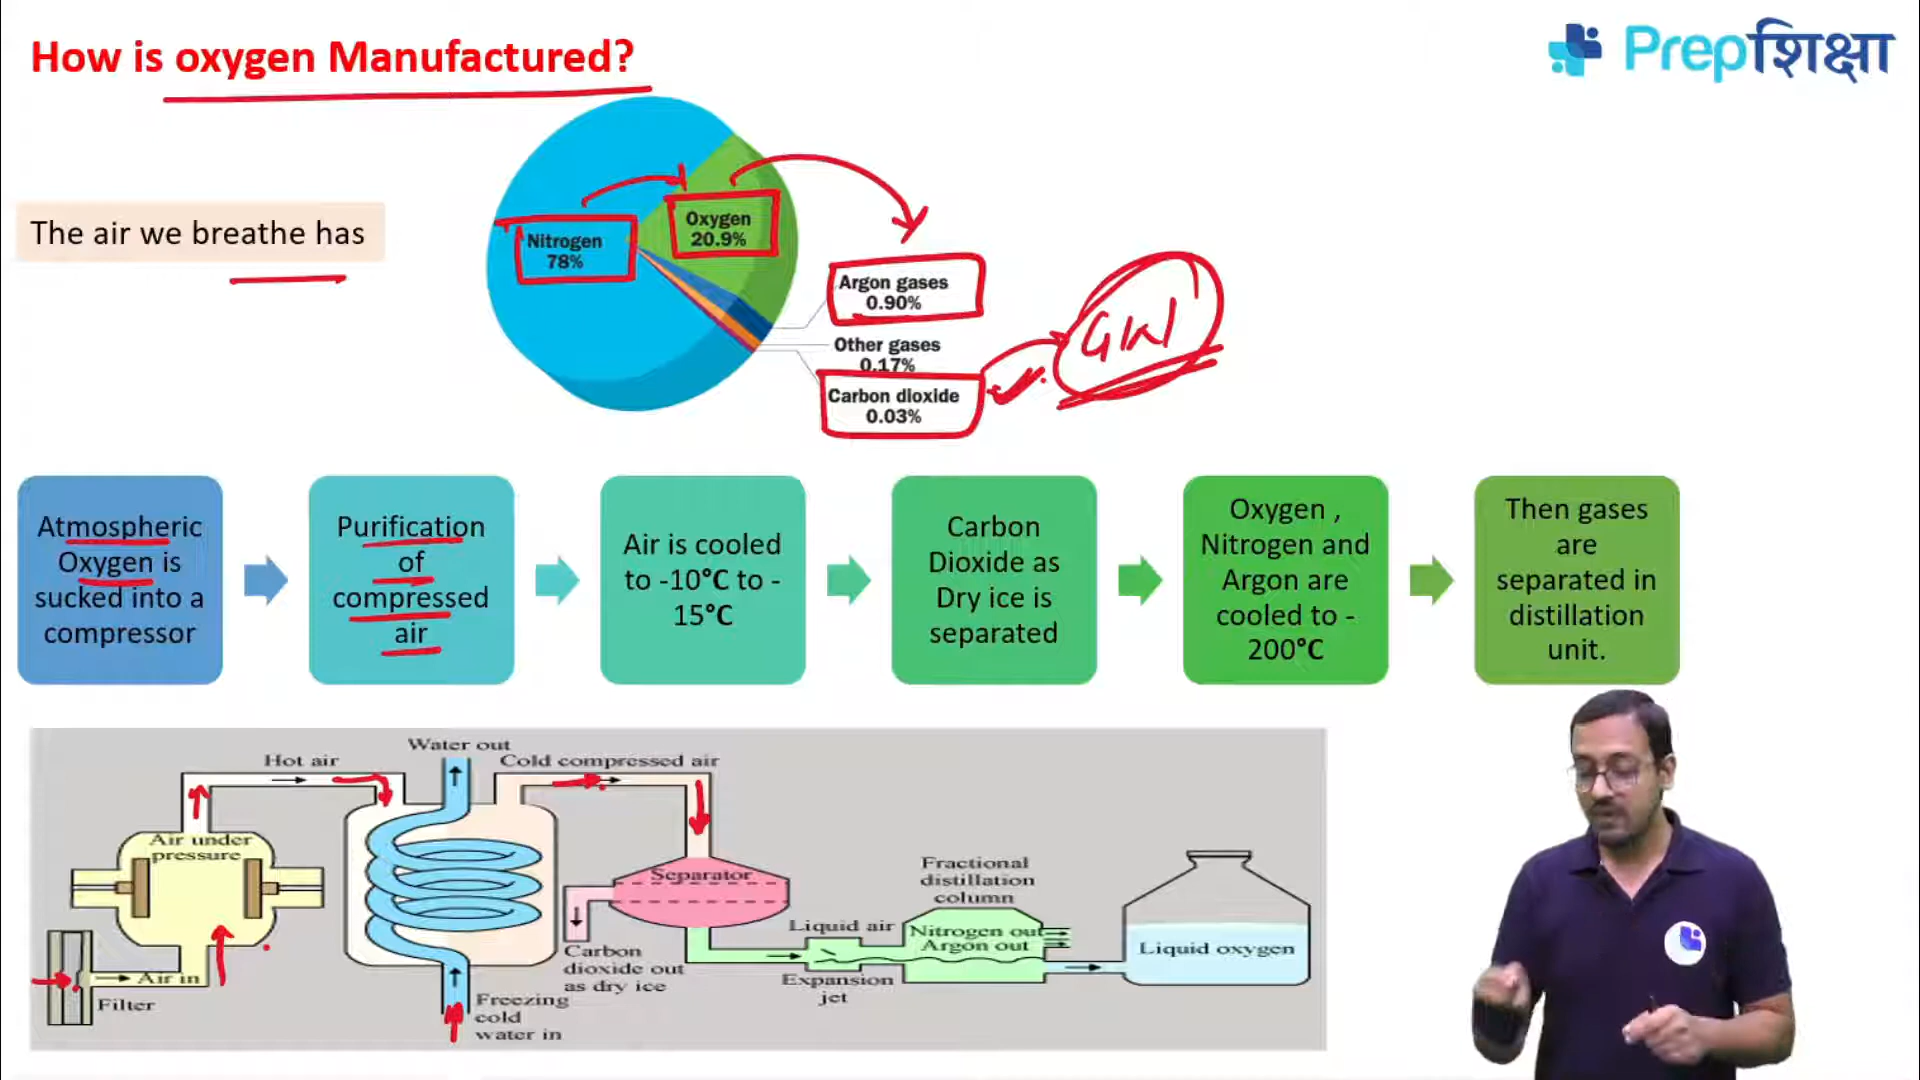 How is oxygen Manufactured?
Prepशिक्षा
The air we breathe has
Nitrogen
78%
Oxygen
20.9%
Argon gases
0.90%
Other gases
0.17%
Carbon dioxide
0.03%
GW
Atmospheric
Oxygen is
sucked into a
compressor
Purification
of
compressed
air
Air is cooled
to -10°C to -
15°C
Carbon
Dioxide as
Dry ice is
separated
Oxygen ,
Nitrogen and
Argon are
cooled to -
200°C
Then gases
are
separated in
distillation
unit.
Water out
Hot air
Cold compressed air
Air under
pressure
Separator
Fractional
distillation
column
Liquid air
Nitrogen out
Argon out
Liquid oxygen
Carbon
dioxide out
as dry ice
Expansion
jet
Air in
Filter
Freezing
cold
water in